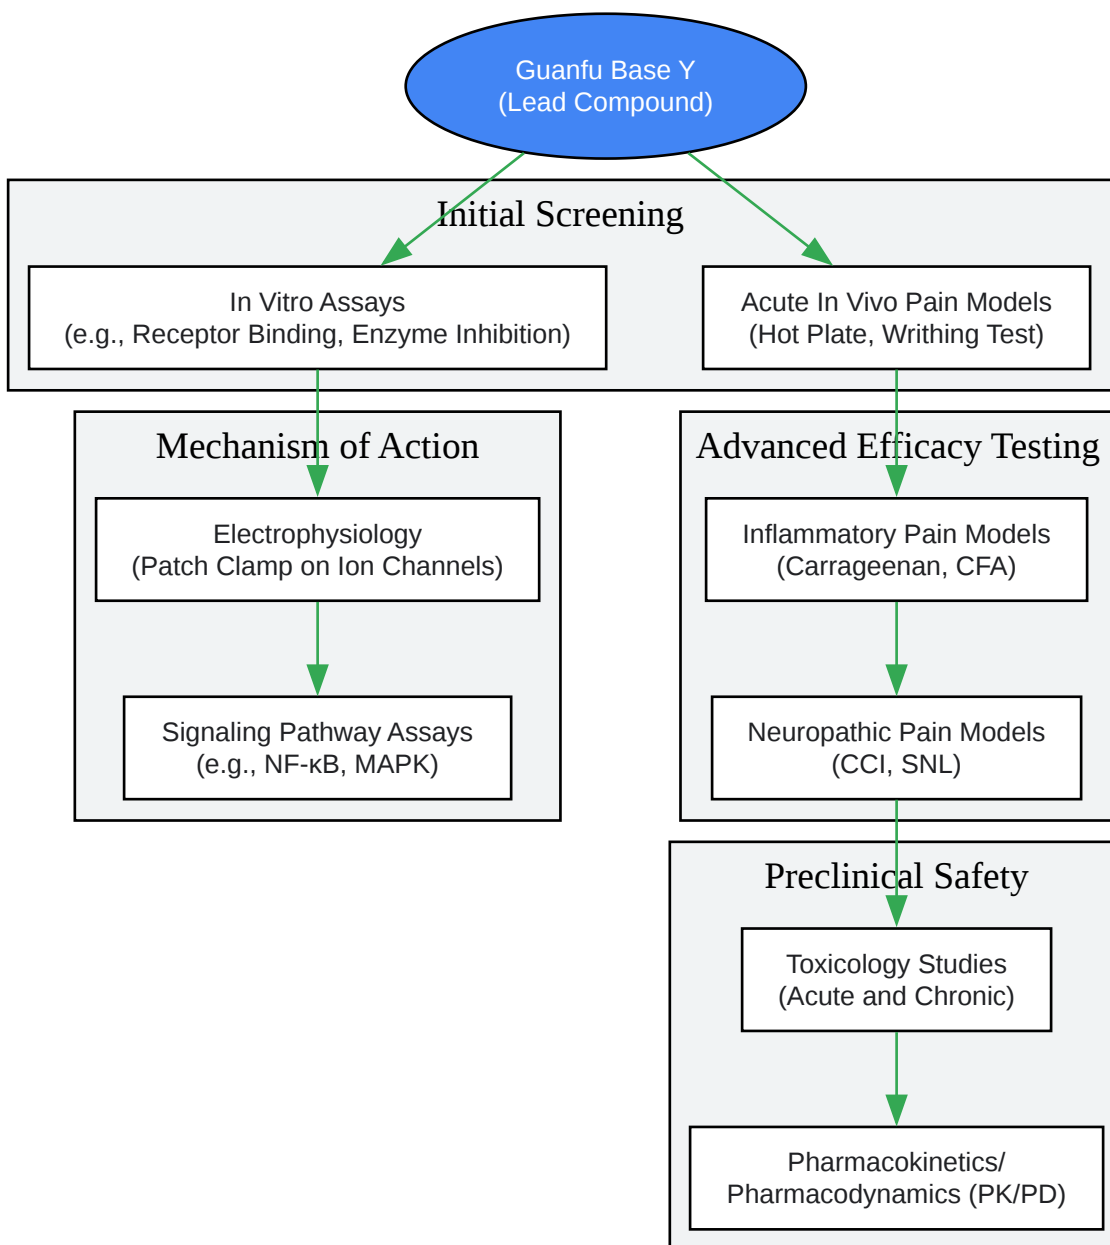 Guanfu Base Y
(Lead Compound)
Initial Screening
In Vitro Assays
(e.g., Receptor Binding, Enzyme Inhibition)
Acute In Vivo Pain Models
(Hot Plate, Writhing Test)
Mechanism of Action
Electrophysiology
(Patch Clamp on Ion Channels)
Signaling Pathway Assays
(e.g., NF-κB, MAPK)
Advanced Efficacy Testing
Inflammatory Pain Models
(Carrageenan, CFA)
Neuropathic Pain Models
(CCI, SNL)
Preclinical Safety
Toxicology Studies
(Acute and Chronic)
Pharmacokinetics/
Pharmacodynamics (PK/PD)